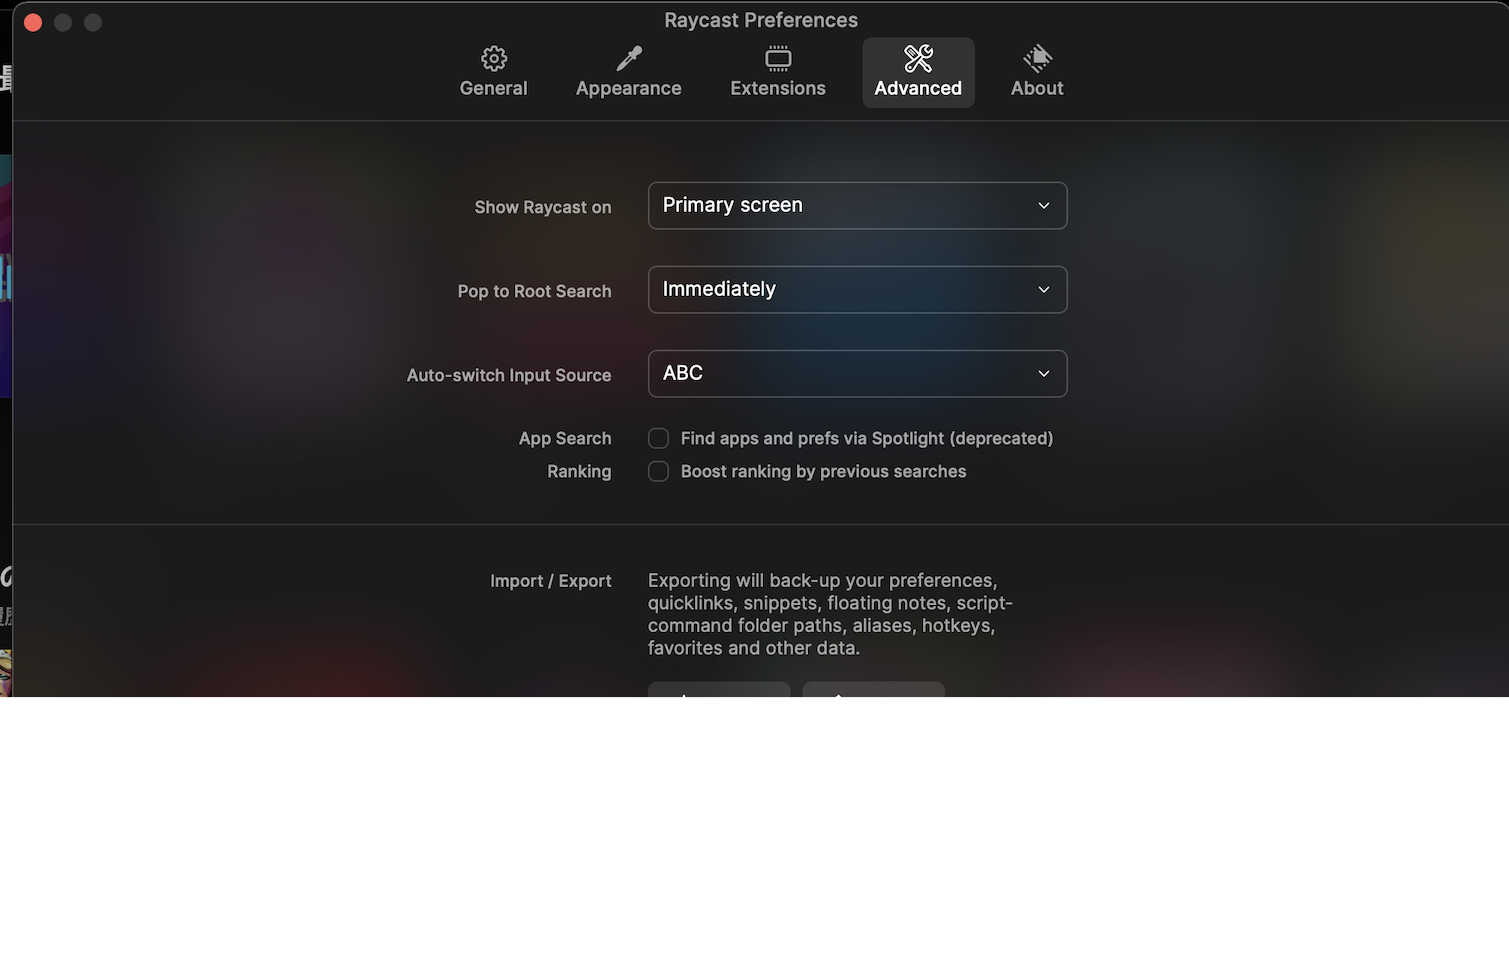 Raycast Preferences
General
Appearance
Extensions
Advanced
About
Show Raycast on
Primary screen
Pop to Root Search
Immediately
Auto-switch Input Source
ABC
App Search
Find apps and prefs via Spotlight (deprecated)
Ranking
Boost ranking by previous searches
Import / Export
Exporting will back-up your preferences,
quicklinks, snippets, floating notes, script-
command folder paths, aliases, hotkeys,
favorites and other data.